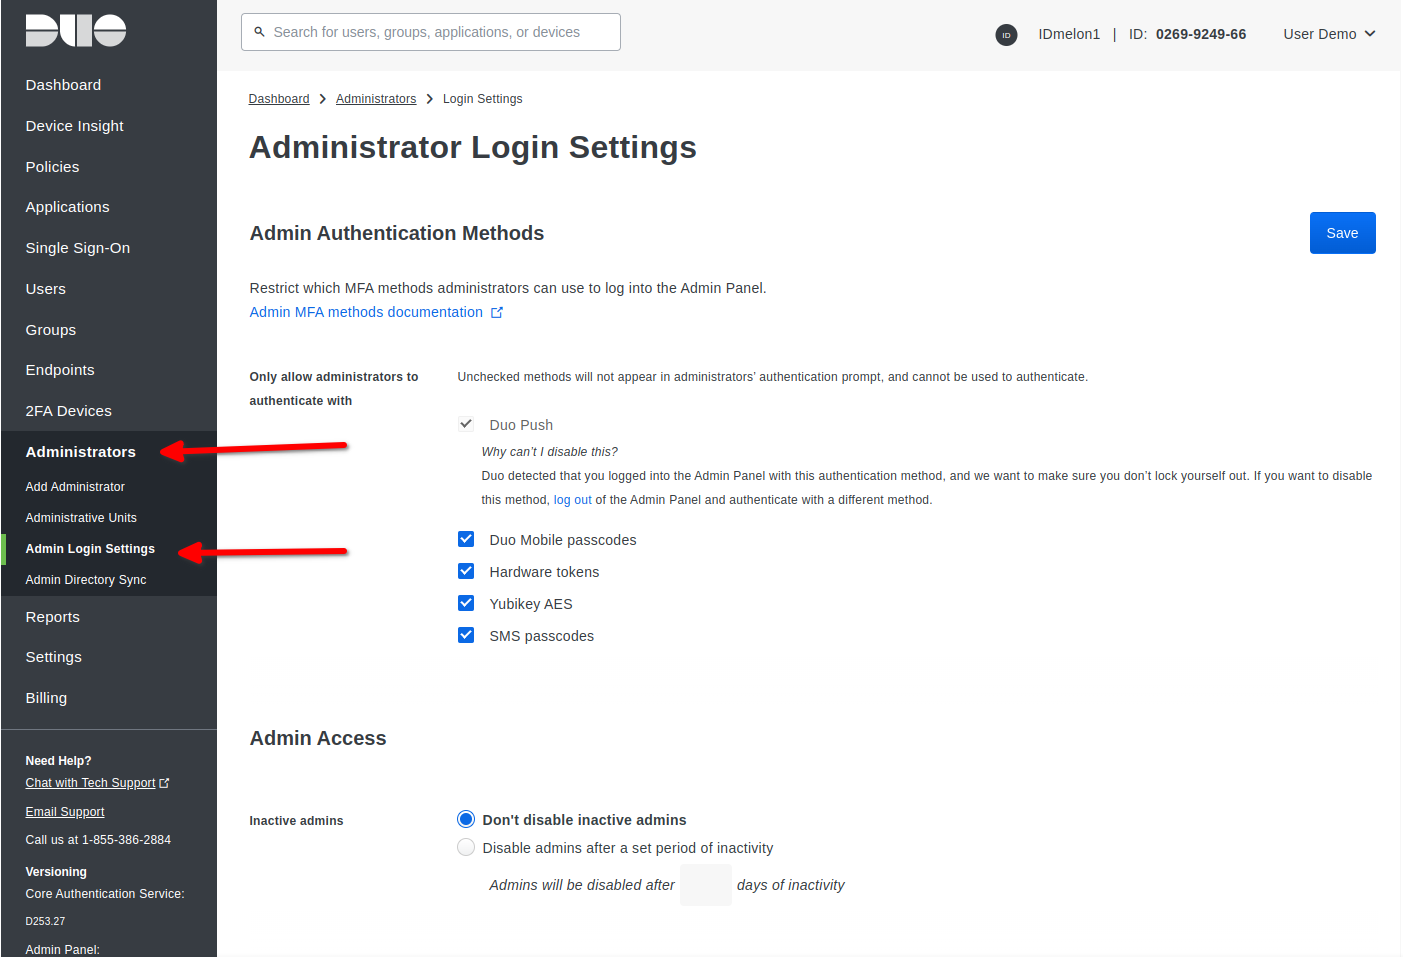 DUO
Search for users, groups, applications, or devices
ID
IDmelon1 | ID: 0269-9249-66
User Demo
Dashboard
Device Insight
Policies
Applications
Single Sign-On
Users
Groups
Endpoints
2FA Devices
Administrators
Add Administrator
Administrative Units
Admin Login Settings
Admin Directory Sync
Reports
Settings
Billing
Need Help?
Chat with Tech Support
Email Support
Call us at 1-855-386-2884
Versioning
Core Authentication Service:
D253.27
Admin Panel:
Dashboard > Administrators > Login Settings
Administrator Login Settings
Admin Authentication Methods
Save
Restrict which MFA methods administrators can use to log into the Admin Panel.
Admin MFA methods documentation
Only allow administrators to
authenticate with
Unchecked methods will not appear in administrators’ authentication prompt, and cannot be used to authenticate.
Duo Push
Why can’t I disable this?
Duo detected that you logged into the Admin Panel with this authentication method, and we want to make sure you don’t lock yourself out. If you want to disable
this method, log out of the Admin Panel and authenticate with a different method.
Duo Mobile passcodes
Hardware tokens
Yubikey AES
SMS passcodes
Admin Access
Inactive admins
Don't disable inactive admins
Disable admins after a set period of inactivity
Admins will be disabled after days of inactivity